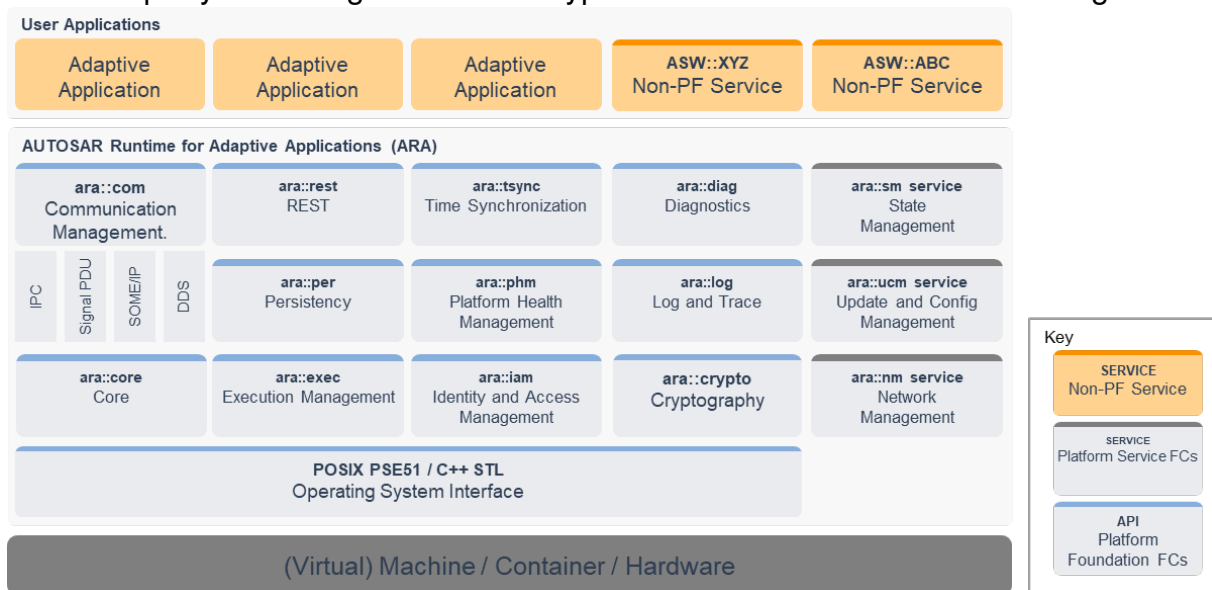 User Applications
Adaptive
Application
Adaptive
Application
Adaptive
Application
ASW::XYZ
Non-PF Service
ASW::ABC
Non-PF Service
AUTOSAR Runtime for Adaptive Applications (ARA)
ara::com
Communication
Management.
ara::rest
REST
ara::tsync
Time Synchronization
ara::diag
Diagnostics
ara::sm service
State
Management
IPC
Signal PDU
SOME/IP
DDS
ara::per
Persistency
ara::phm
Platform Health
Management
ara::log
Log and Trace
ara::ucm service
Update and Config
Management
ara::core
Core
ara::exec
Execution Management
ara::iam
Identity and Access
Management
ara::crypto
Cryptography
ara::nm service
Network
Management
POSIX PSE51 / C++ STL
Operating System Interface
(Virtual) Machine / Container / Hardware
Key
SERVICE
Non-PF Service
SERVICE
Platform Service FCs
API
Platform
Foundation FCs